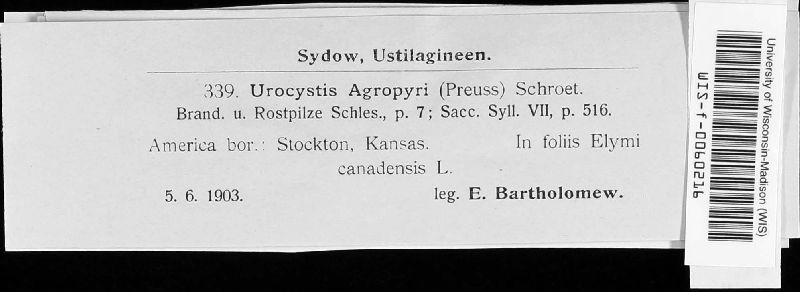 Sydow, Ustilagineen.
339. Urocystis Agropyri (Preuss) Schroet.
Brand. u. Rostpilze Schles., p. 7; Sacc. Syll. VII, p. 516.
America bor.: Stockton, Kansas. In foliis Elymi
canadensis L.
5. 6. 1903. leg. E. Bartholomew.
University of Wisconsin-Madison (WIS)
WIS-f-0060216